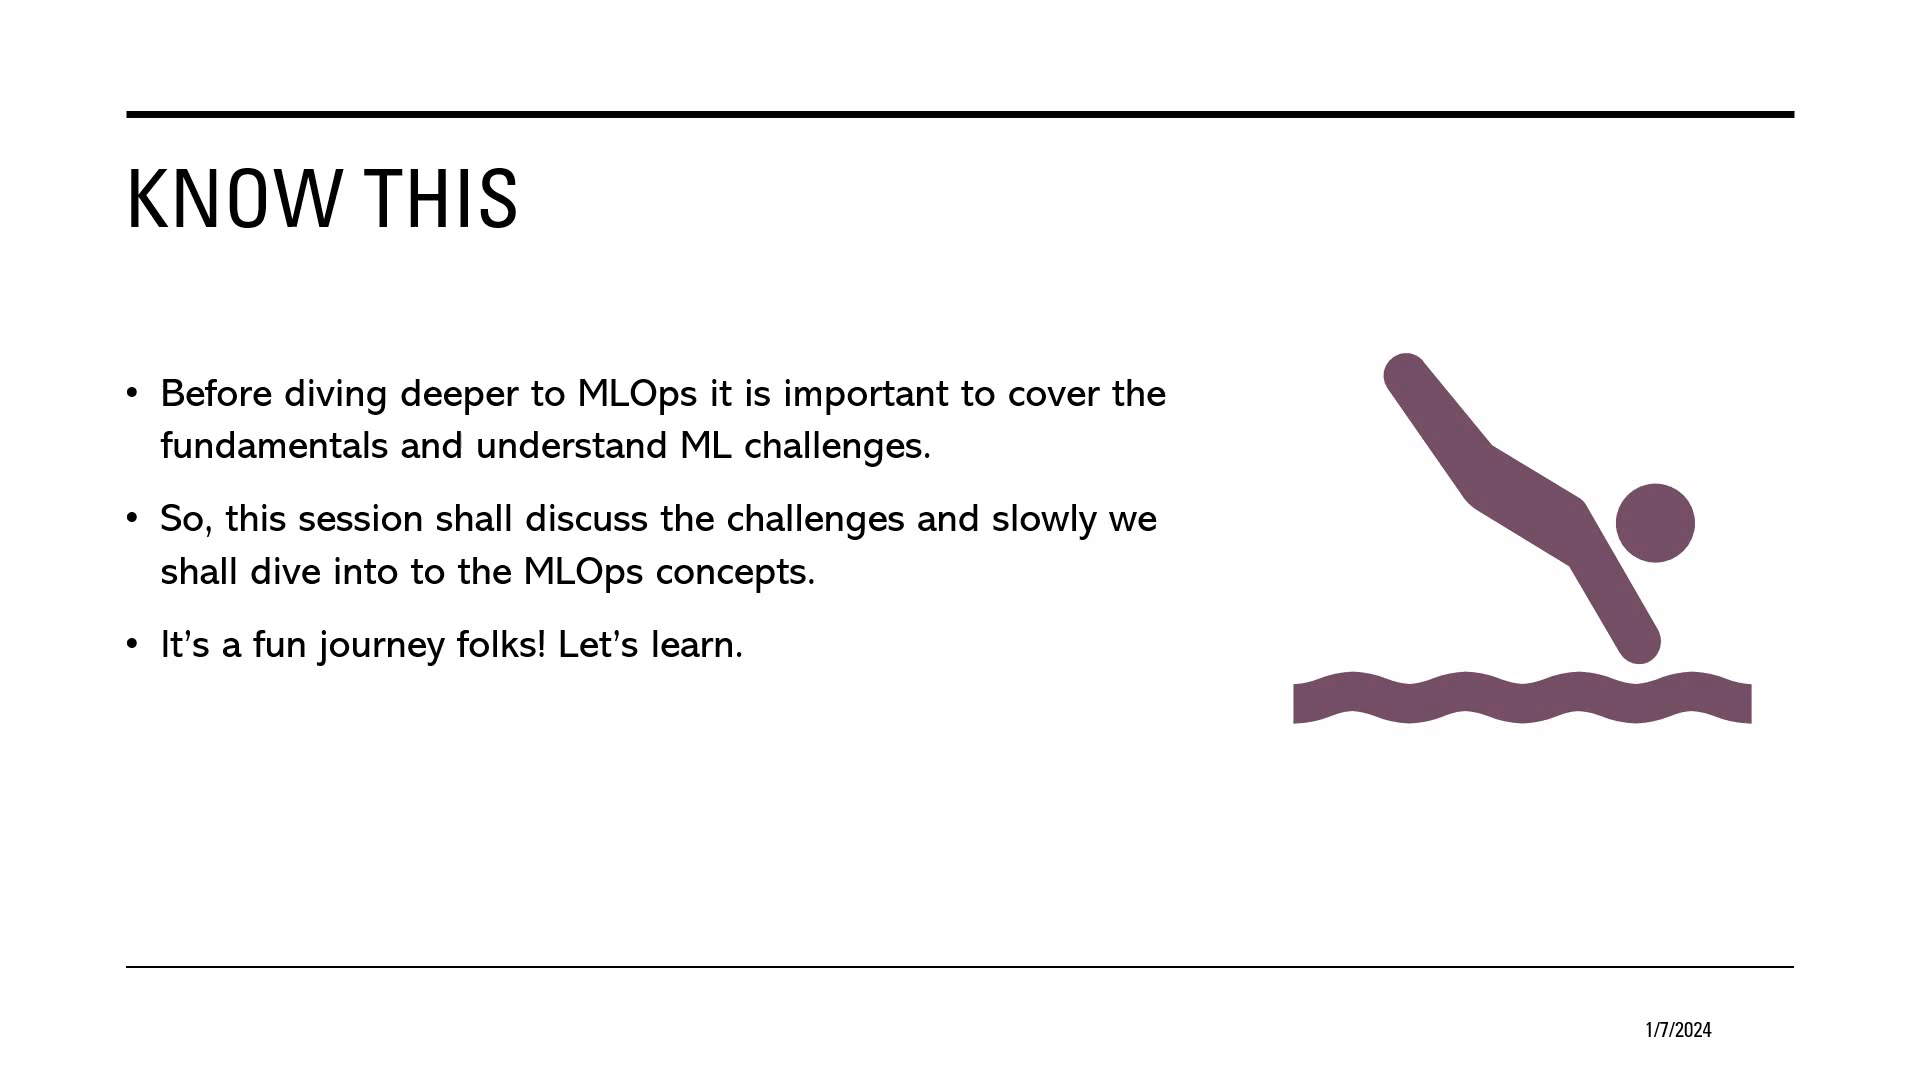 KNOW THIS
• Before diving deeper to MLOps it is important to cover the
fundamentals and understand ML challenges.
• So, this session shall discuss the challenges and slowly we
shall dive into to the MLOps concepts.
• It’s a fun journey folks! Let’s learn.
1/7/2024